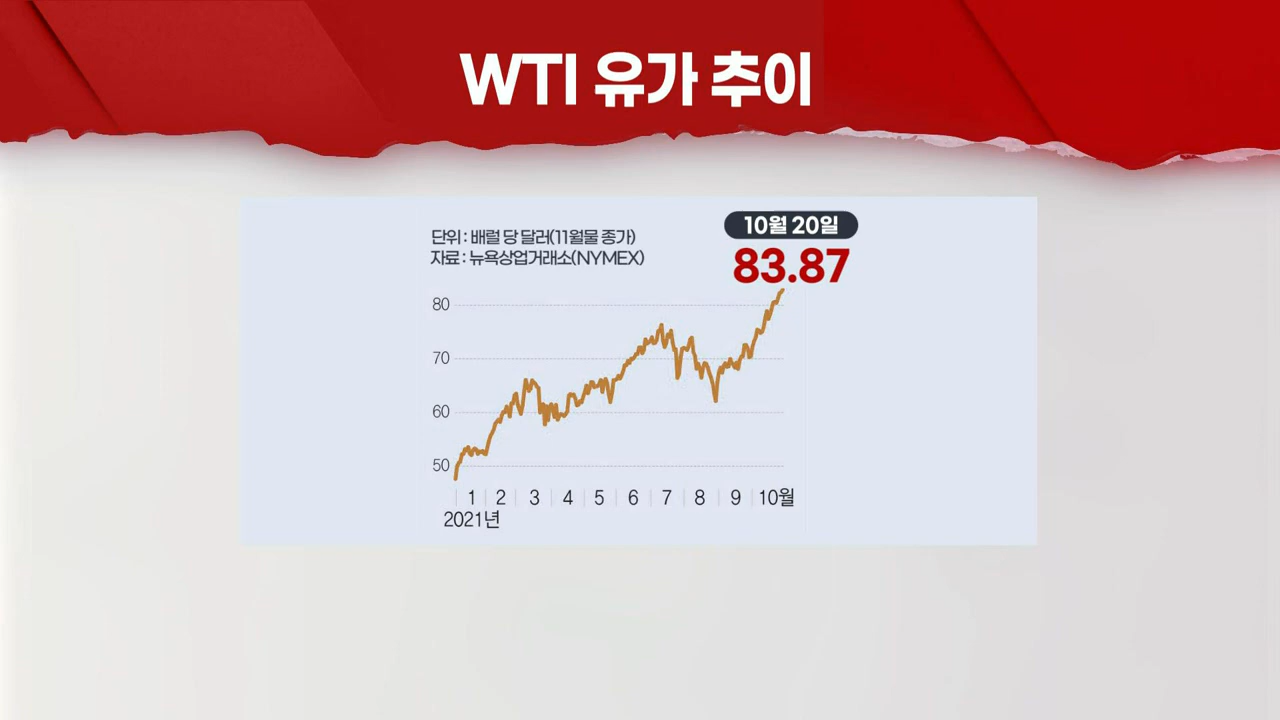 WTI 유가 추이
단위 : 배럴 당 달러(11월물 종가)
자료 : 뉴욕상업거래소(NYMEX)
10월 20일
83.87
80
70
60
50
1 2 3 4 5 6 7 8 9 10월
2021년